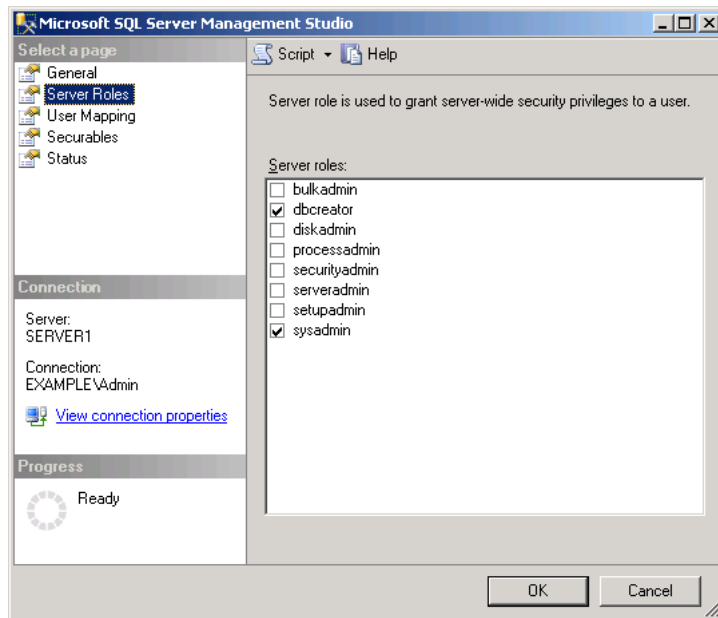 Microsoft SQL Server Management Studio
Select a page
General
Server Roles
User Mapping
Securables
Status
Script
Help
Server role is used to grant server-wide security privileges to a user.
Server roles:
bulkadmin
dbcreator
diskadmin
processadmin
securityadmin
serveradmin
setupadmin
sysadmin
Connection
Server:
SERVER1
Connection:
EXAMPLE\Admin
View connection properties
Progress
Ready
OK
Cancel